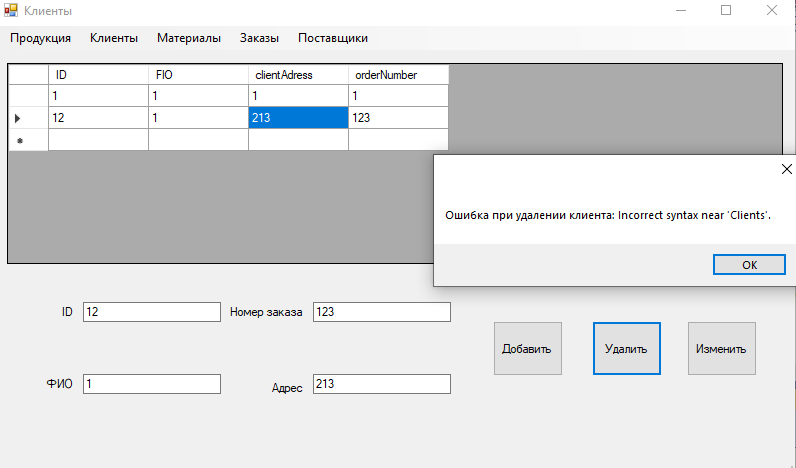 Клиенты
Продукция Клиенты Материалы Заказы Поставщики
ID FIO clientAdress orderNumber
1 1 1 1
12 1 213 123
Ошибка при удалении клиента: Incorrect syntax near 'Clients'.
OK
ID 12 Номер заказа 123
Добавить Удалить Изменить
ФИО 1 Адрес 213